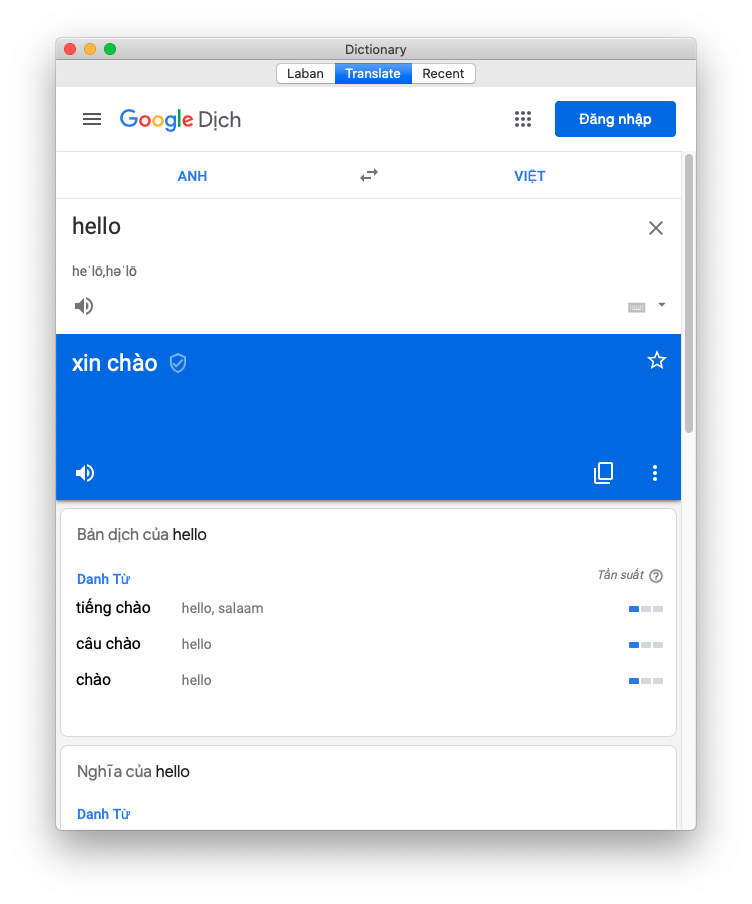 Dictionary
Laban Translate Recent
Google Dịch Đăng nhập
ANH VIỆT
hello
heˈlō,həˈlō
xin chào
Bản dịch của hello
Danh Từ Tần suất
tiếng chào hello, salaam
câu chào hello
chào hello
Nghĩa của hello
Danh Từ